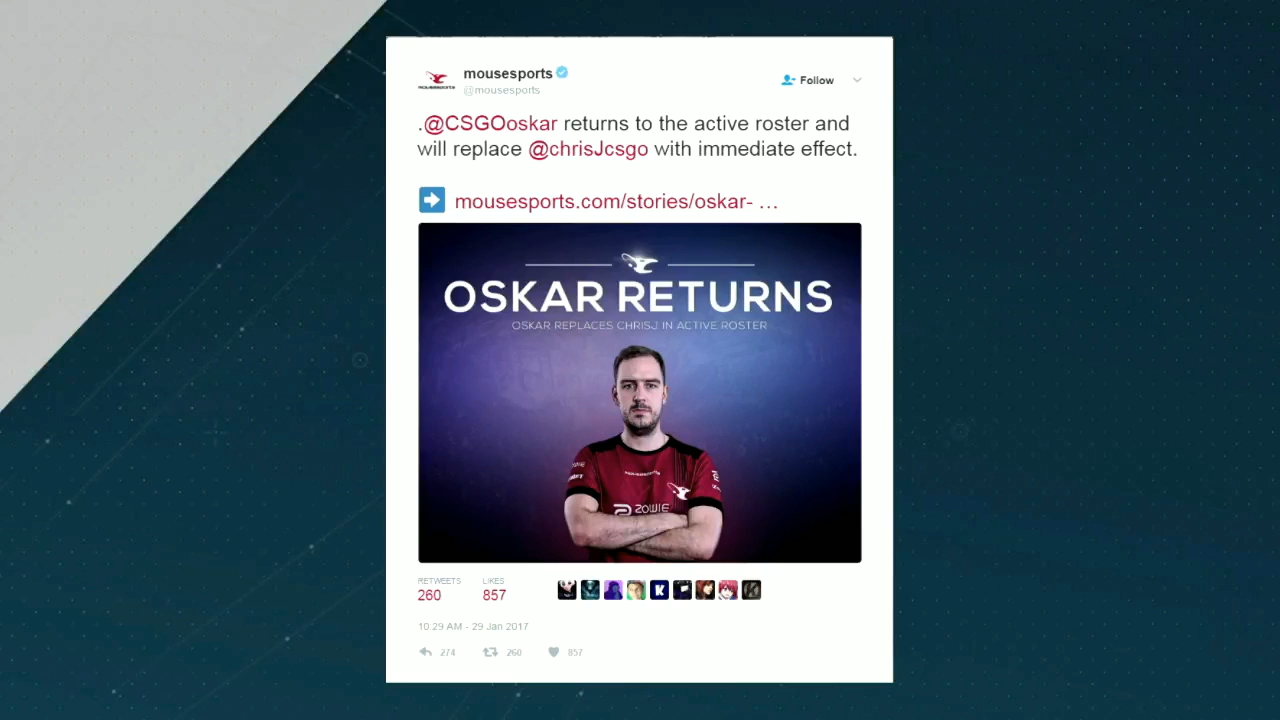 mousesports
@mousesports
Follow
.@CSGOoskar returns to the active roster and
will replace @chrisJcsgo with immediate effect.
mousesports.com/stories/oskar- …
OSKAR RETURNS
OSKAR REPLACES CHRISJ IN ACTIVE ROSTER
mousesports
ZOWIE
RETWEETS LIKES
260 857
K
10:29 AM - 29 Jan 2017
274 260 857